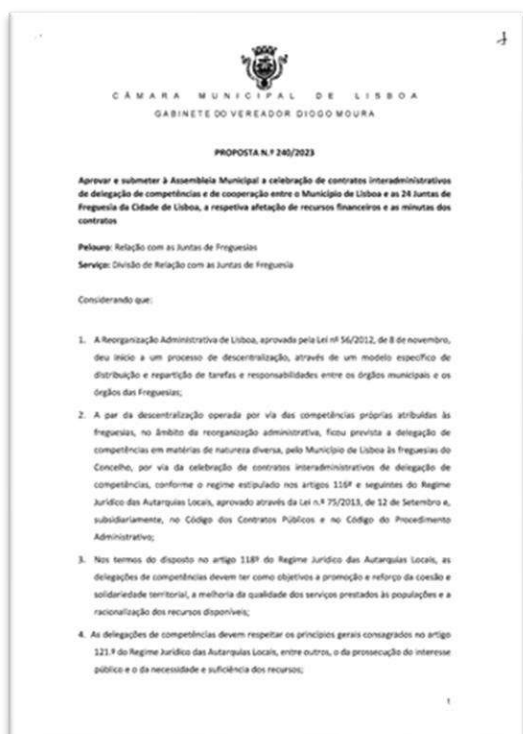 CÂMARA MUNICIPAL DE LISBOA
GABINETE DO VEREADOR DIOGO MOURA
PROPOSTA N.º 240/2023
Aprovar e submeter à Assembleia Municipal a celebração de contratos interadministrativos
de delegação de competências e de cooperação entre o Município de Lisboa e as 24 Juntas de
Freguesia da Cidade de Lisboa, a respetiva afetação de recursos financeiros e as minutas dos
contratos
Pelouro: Relação com as Juntas de Freguesias
Serviço: Divisão de Relação com as Juntas de Freguesia
Considerando que:
1. A Reorganização Administrativa de Lisboa, aprovada pela Lei nº 56/2012, de 8 de novembro,
deu início a um processo de descentralização, através de um modelo específico de
distribuição e repartição de tarefas e responsabilidades entre os órgãos municipais e os
órgãos das Freguesias;
2. A par da descentralização operada por via das competências próprias atribuídas às
freguesias, no âmbito da reorganização administrativa, ficou prevista a delegação de
competências em matérias de natureza diversa, pelo Município de Lisboa às freguesias do
Concelho, por via da celebração de contratos interadministrativos de delegação de
competências, conforme o regime estipulado nos artigos 116º e seguintes do Regime
Jurídico das Autarquias Locais, aprovado através da Lei n.º 75/2013, de 12 de Setembro e,
subsidiariamente, no Código dos Contratos Públicos e no Código do Procedimento
Administrativo;
3. Nos termos do disposto no artigo 118º do Regime Jurídico das Autarquias Locais, as
delegações de competências devem ter como objetivos a promoção e reforço da coesão e
solidariedade territorial, a melhoria da qualidade dos serviços prestados às populações e a
racionalização dos recursos disponíveis;
4. As delegações de competências devem respeitar os princípios gerais consagrados no artigo
121.º do Regime Jurídico das Autarquias Locais, entre outros, o da prossecução do interesse
público e o da necessidade e suficiência dos recursos;
1